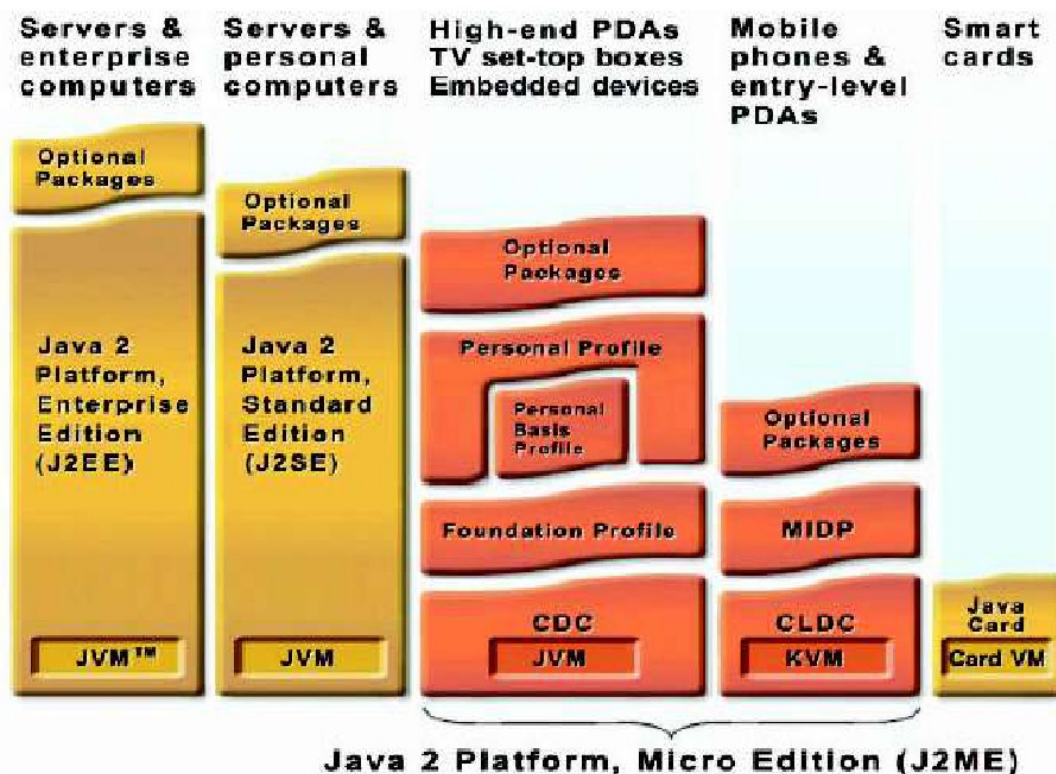 Servers &
enterprise
computers
Servers &
personal
computers
High-end PDAs
TV set-top boxes
Embedded devices
Mobile
phones &
entry-level
PDAs
Smart
cards
Optional
Packages
Java 2
Platform,
Enterprise
Edition
(J2EE)
JVM™
Optional
Packages
Java 2
Platform,
Standard
Edition
(J2SE)
JVM
Optional
Packages
Personal Profile
Personal
Basis
Profile
Foundation Profile
CDC
JVM
Optional
Packages
MIDP
CLDC
KVM
Java
Card
Card VM
Java 2 Platform, Micro Edition (J2ME)